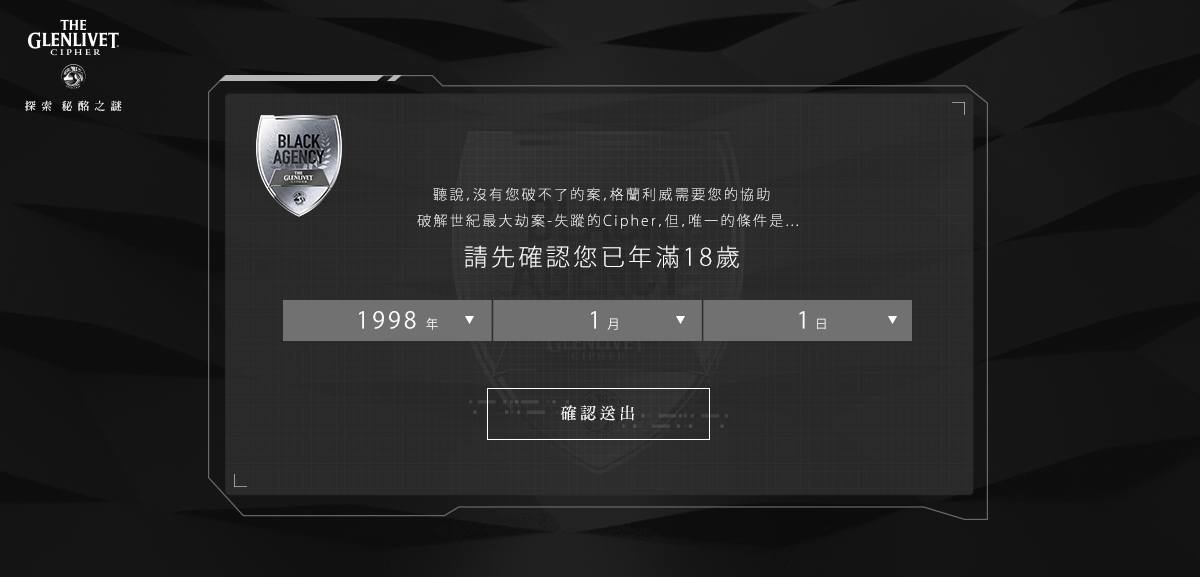 THE
GLENLIVET
CIPHER
探索 秘酩之謎
BLACK
AGENCY
THE
GLENLIVET
CIPHER
聽說,沒有您破不了的案,格蘭利威需要您的協助
破解世紀最大劫案-失蹤的Cipher,但,唯一的條件是...
請先確認您已年滿18歲
1998 年 ▼ 1 月 ▼ 1 日 ▼
GLENLIVET
CIPHER
確認送出